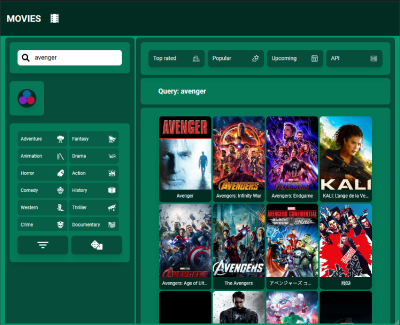 MOVIES
avenger
Adventure
Fantasy
Animation
Drama
Horror
Action
Comedy
History
Western
Thriller
Crime
Documentary
Top rated
Popular
Upcoming
API
Query: avenger
AVENGER
AVENGERS
KALI
Avenger
Avengers: Infinity War
Avengers: Endgame
KALI: L'ange de la Ve...
AVENGERS
AVENGERS
AVENGERS CONFIDENTIAL
Avengers: Age of Ult...
The Avengers
アベンジャーズ コ...